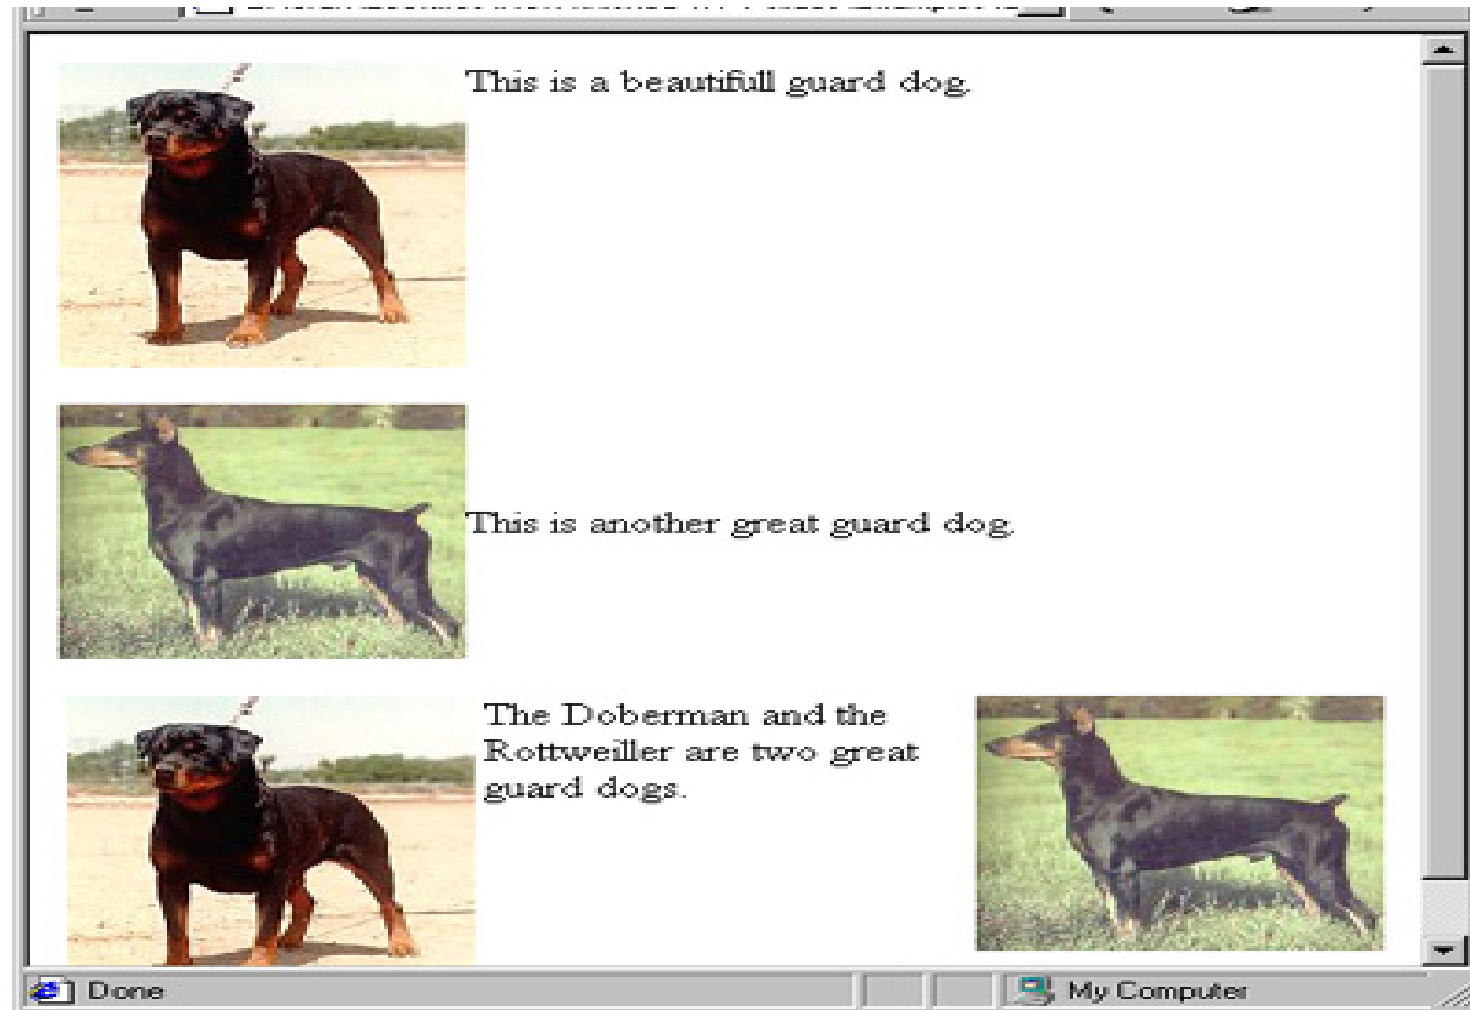 This is a beautifull guard dog.
This is another great guard dog.
The Doberman and the
Rottweiller are two great
guard dogs.
Done
My Computer